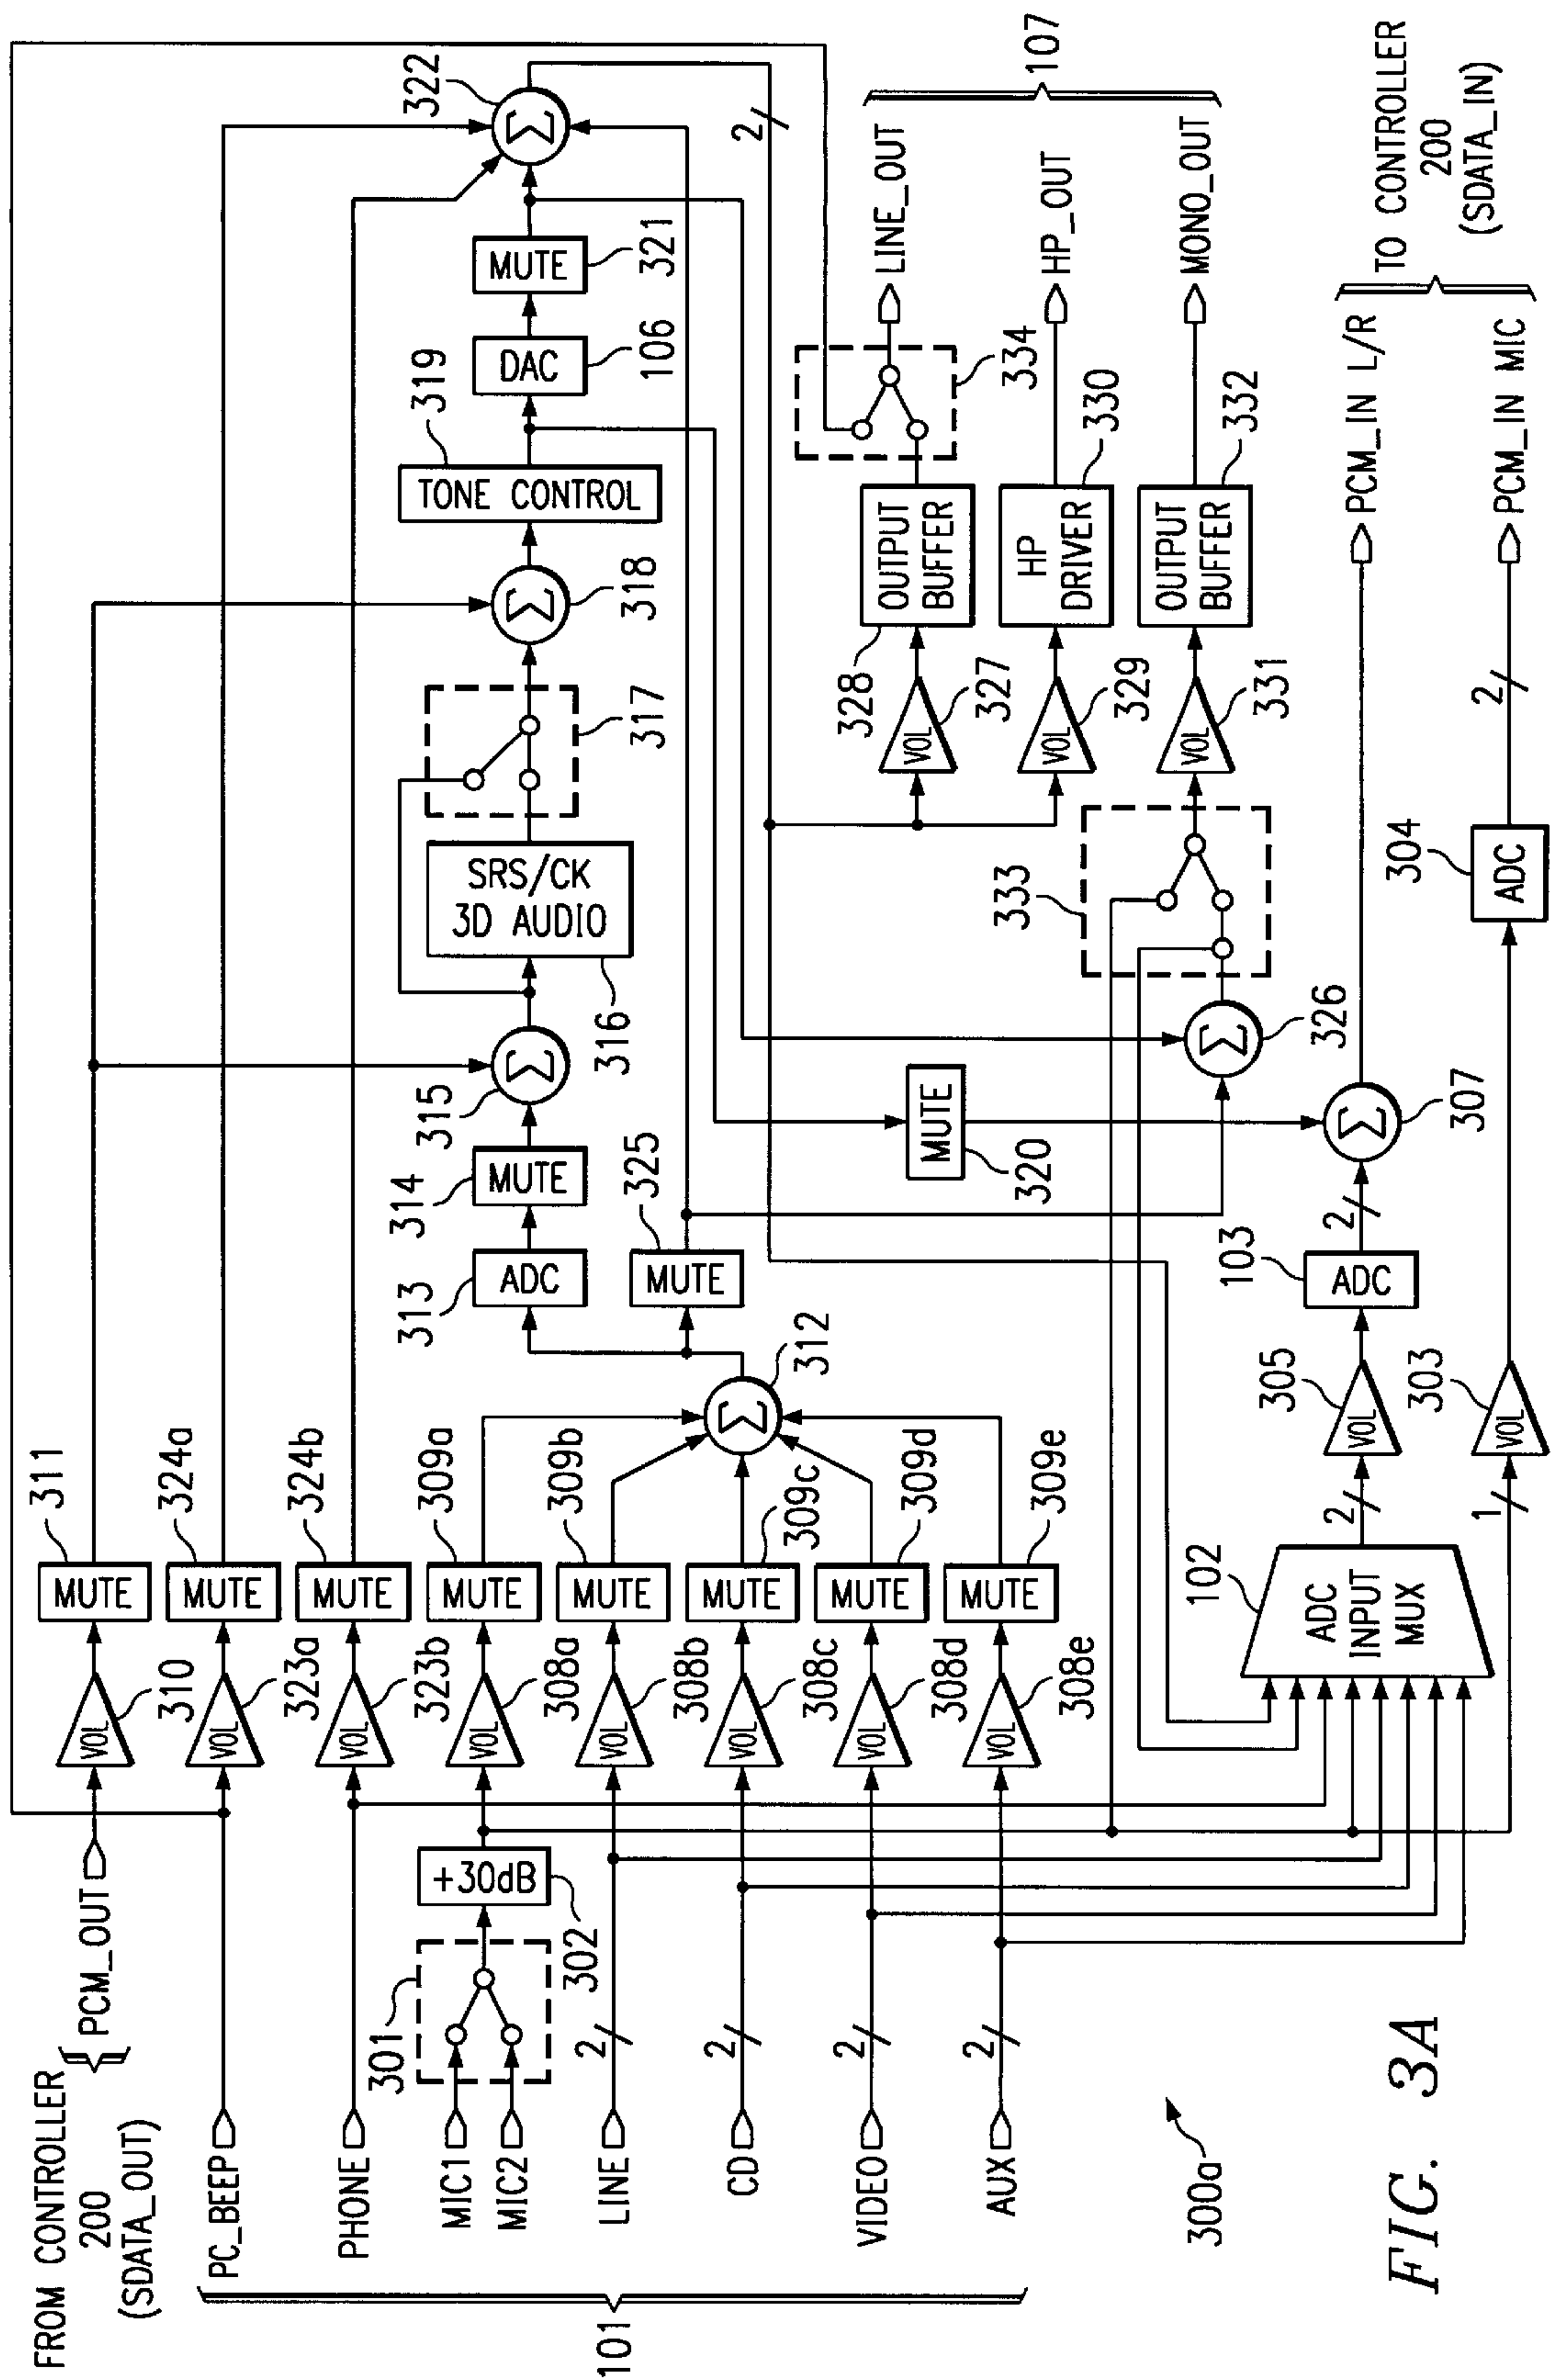 FROM CONTROLLER
200
(SDATA_OUT)
PCM_OUT
VOL
310
MUTE
311
PC_BEEP
VOL
323a
MUTE
324a
PHONE
VOL
323b
MUTE
324b
MIC1
MIC2
301
+30dB
302
VOL
308a
MUTE
309a
LINE
2
VOL
308b
MUTE
309b
CD
2
VOL
308c
MUTE
309c
VIDEO
2
VOL
308d
MUTE
309d
AUX
2
VOL
308e
MUTE
309e
101
Σ
312
313
ADC
314
MUTE
315
Σ
316
SRS/CK
3D AUDIO
317
Σ
318
319
TONE CONTROL
DAC
106
MUTE
321
322
Σ
2
325
MUTE
MUTE
320
Σ
326
333
VOL
327
328
OUTPUT
BUFFER
334
LINE_OUT
VOL
329
HP
DRIVER
330
HP_OUT
VOL
331
OUTPUT
BUFFER
332
MONO_OUT
107
102
ADC
INPUT
MUX
2
VOL
305
103
ADC
2
Σ
307
PCM_IN L/R
1
VOL
303
304
ADC
2
PCM_IN MIC
TO CONTROLLER
200
(SDATA_IN)
300a
FIG. 3A